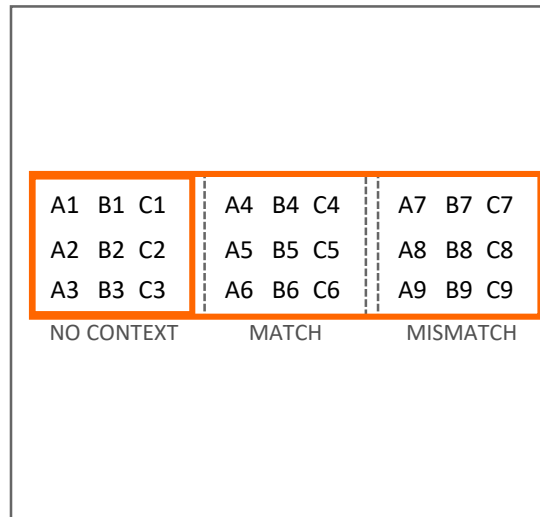 A1 B1 C1 A4 B4 C4 A7 B7 C7
A2 B2 C2 A5 B5 C5 A8 B8 C8
A3 B3 C3 A6 B6 C6 A9 B9 C9
NO CONTEXT MATCH MISMATCH